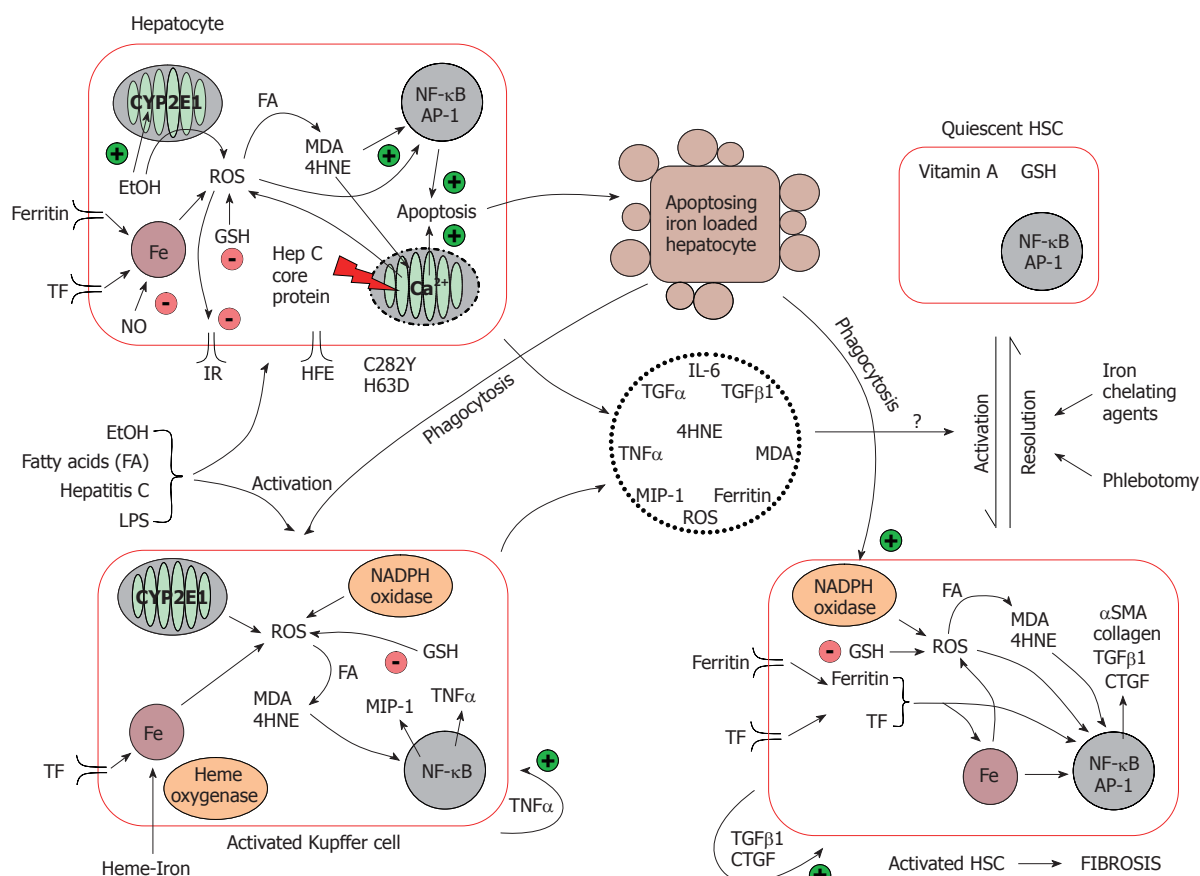 Hepatocyte
CYP2E1
+
EtOH
ROS
FA
MDA
4HNE
+
NF-κB
AP-1
+
Apoptosis
+
Ferritin
Fe
TF
NO
-
GSH
-
-
Hep C
core
protein
Ca²⁺
IR
HFE
C282Y
H63D
Apoptosing
iron loaded
hepatocyte
Quiescent HSC
Vitamin A
GSH
NF-κB
AP-1
EtOH
Fatty acids (FA)
Hepatitis C
LPS
Activation
Phagocytosis
Phagocytosis
IL-6
TGFα
TGFβ1
4HNE
TNFα
MDA
MIP-1
Ferritin
ROS
?
Activation
Resolution
Iron
chelating
agents
Phlebotomy
CYP2E1
NADPH
oxidase
ROS
GSH
-
FA
MDA
4HNE
MIP-1
TNFα
NF-κB
Fe
TF
Heme
oxygenase
Heme-Iron
Activated Kupffer cell
+
TNFα
+
NADPH
oxidase
FA
MDA
4HNE
ROS
-
GSH
αSMA
collagen
TGFβ1
CTGF
Ferritin
Ferritin
TF
TF
Fe
NF-κB
AP-1
TGFβ1
CTGF
+
Activated HSC
FIBROSIS